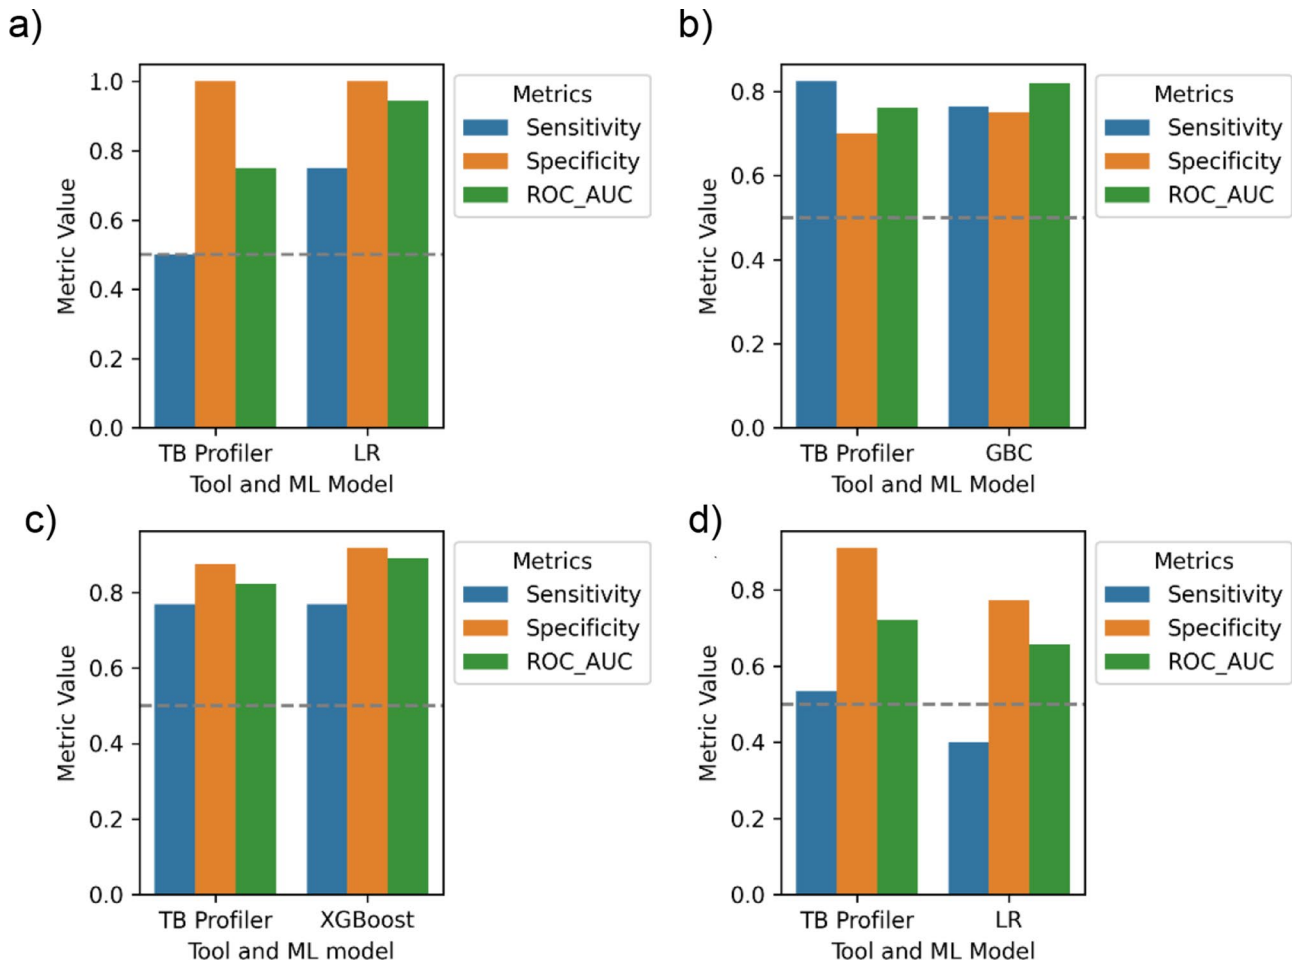 a)
1.0
0.8
0.6
0.4
0.2
0.0
Metric Value
TB Profiler
LR
Tool and ML Model
Metrics
Sensitivity
Specificity
ROC_AUC
b)
0.8
0.6
0.4
0.2
0.0
Metric Value
TB Profiler
GBC
Tool and ML Model
Metrics
Sensitivity
Specificity
ROC_AUC
c)
0.8
0.6
0.4
0.2
0.0
Metric Value
TB Profiler
XGBoost
Tool and ML model
Metrics
Sensitivity
Specificity
ROC_AUC
d)
0.8
0.6
0.4
0.2
0.0
Metric Value
TB Profiler
LR
Tool and ML Model
Metrics
Sensitivity
Specificity
ROC_AUC